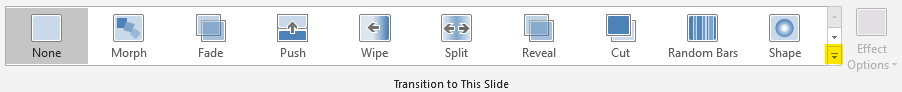 None
Morph
Fade
Push
Wipe
Split
Reveal
Cut
Random Bars
Shape
Effect
Options
Transition to This Slide